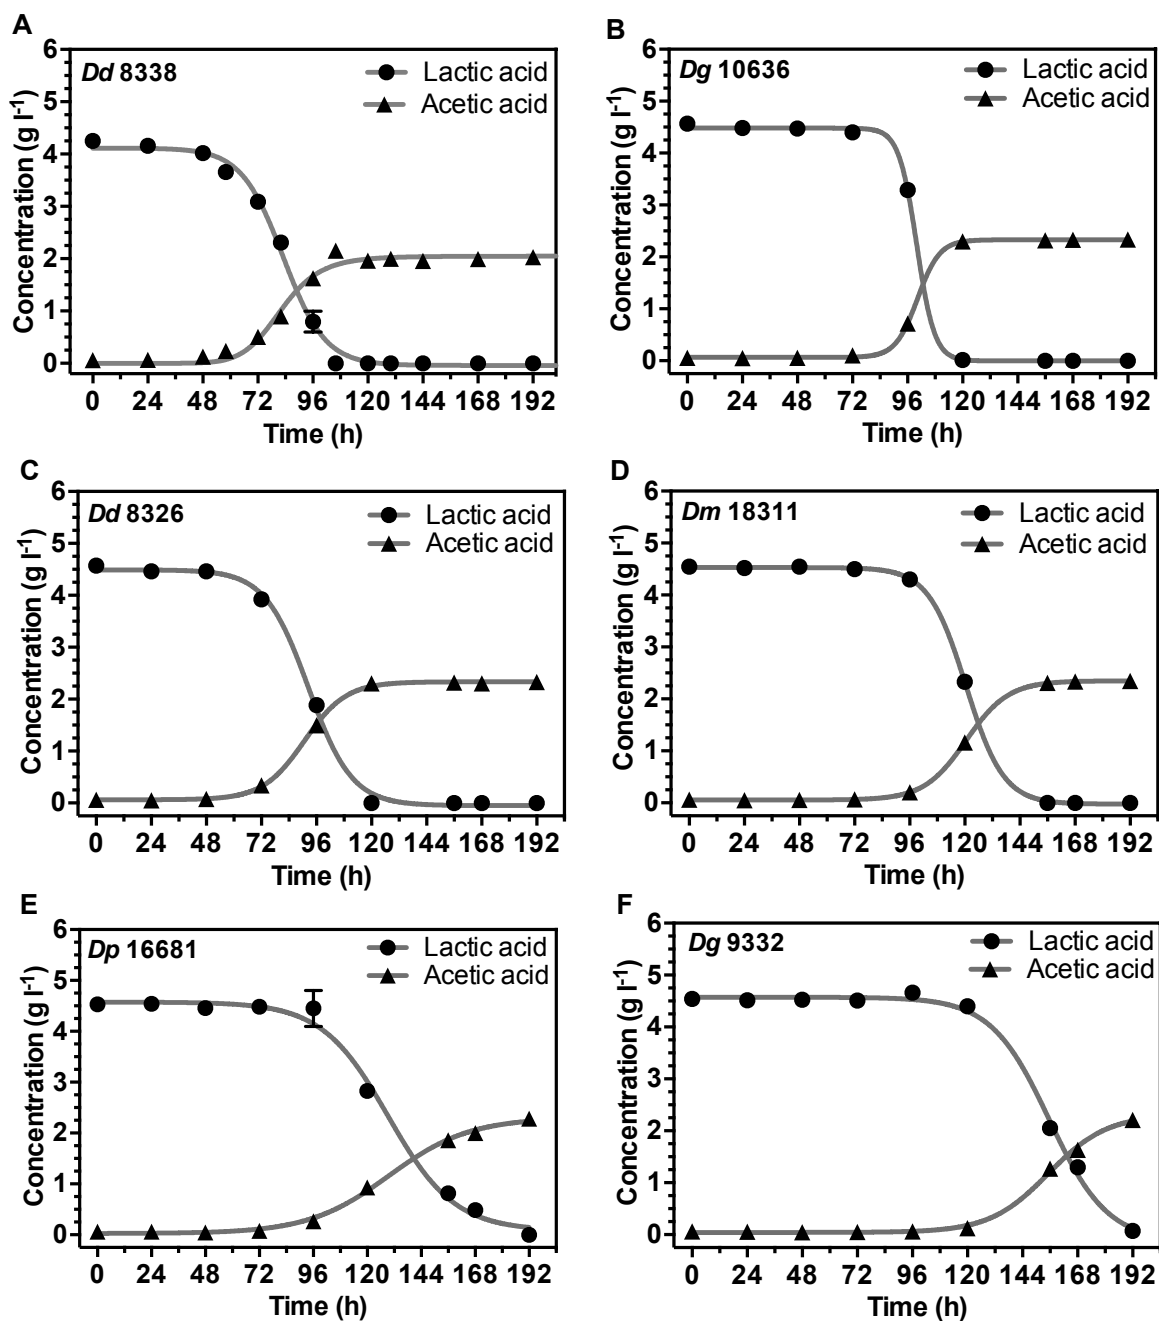 A
Dd 8338
Lactic acid
Acetic acid
Concentration (g l-1)
6
5
4
3
2
1
0
0 24 48 72 96 120 144 168 192
Time (h)
B
Dg 10636
Lactic acid
Acetic acid
Concentration (g l-1)
6
5
4
3
2
1
0
0 24 48 72 96 120 144 168 192
Time (h)
C
Dd 8326
Lactic acid
Acetic acid
Concentration (g l-1)
6
5
4
3
2
1
0
0 24 48 72 96 120 144 168 192
Time (h)
D
Dm 18311
Lactic acid
Acetic acid
Concentration (g l-1)
6
5
4
3
2
1
0
0 24 48 72 96 120 144 168 192
Time (h)
E
Dp 16681
Lactic acid
Acetic acid
Concentration (g l-1)
6
5
4
3
2
1
0
0 24 48 72 96 120 144 168 192
Time (h)
F
Dg 9332
Lactic acid
Acetic acid
Concentration (g l-1)
6
5
4
3
2
1
0
0 24 48 72 96 120 144 168 192
Time (h)